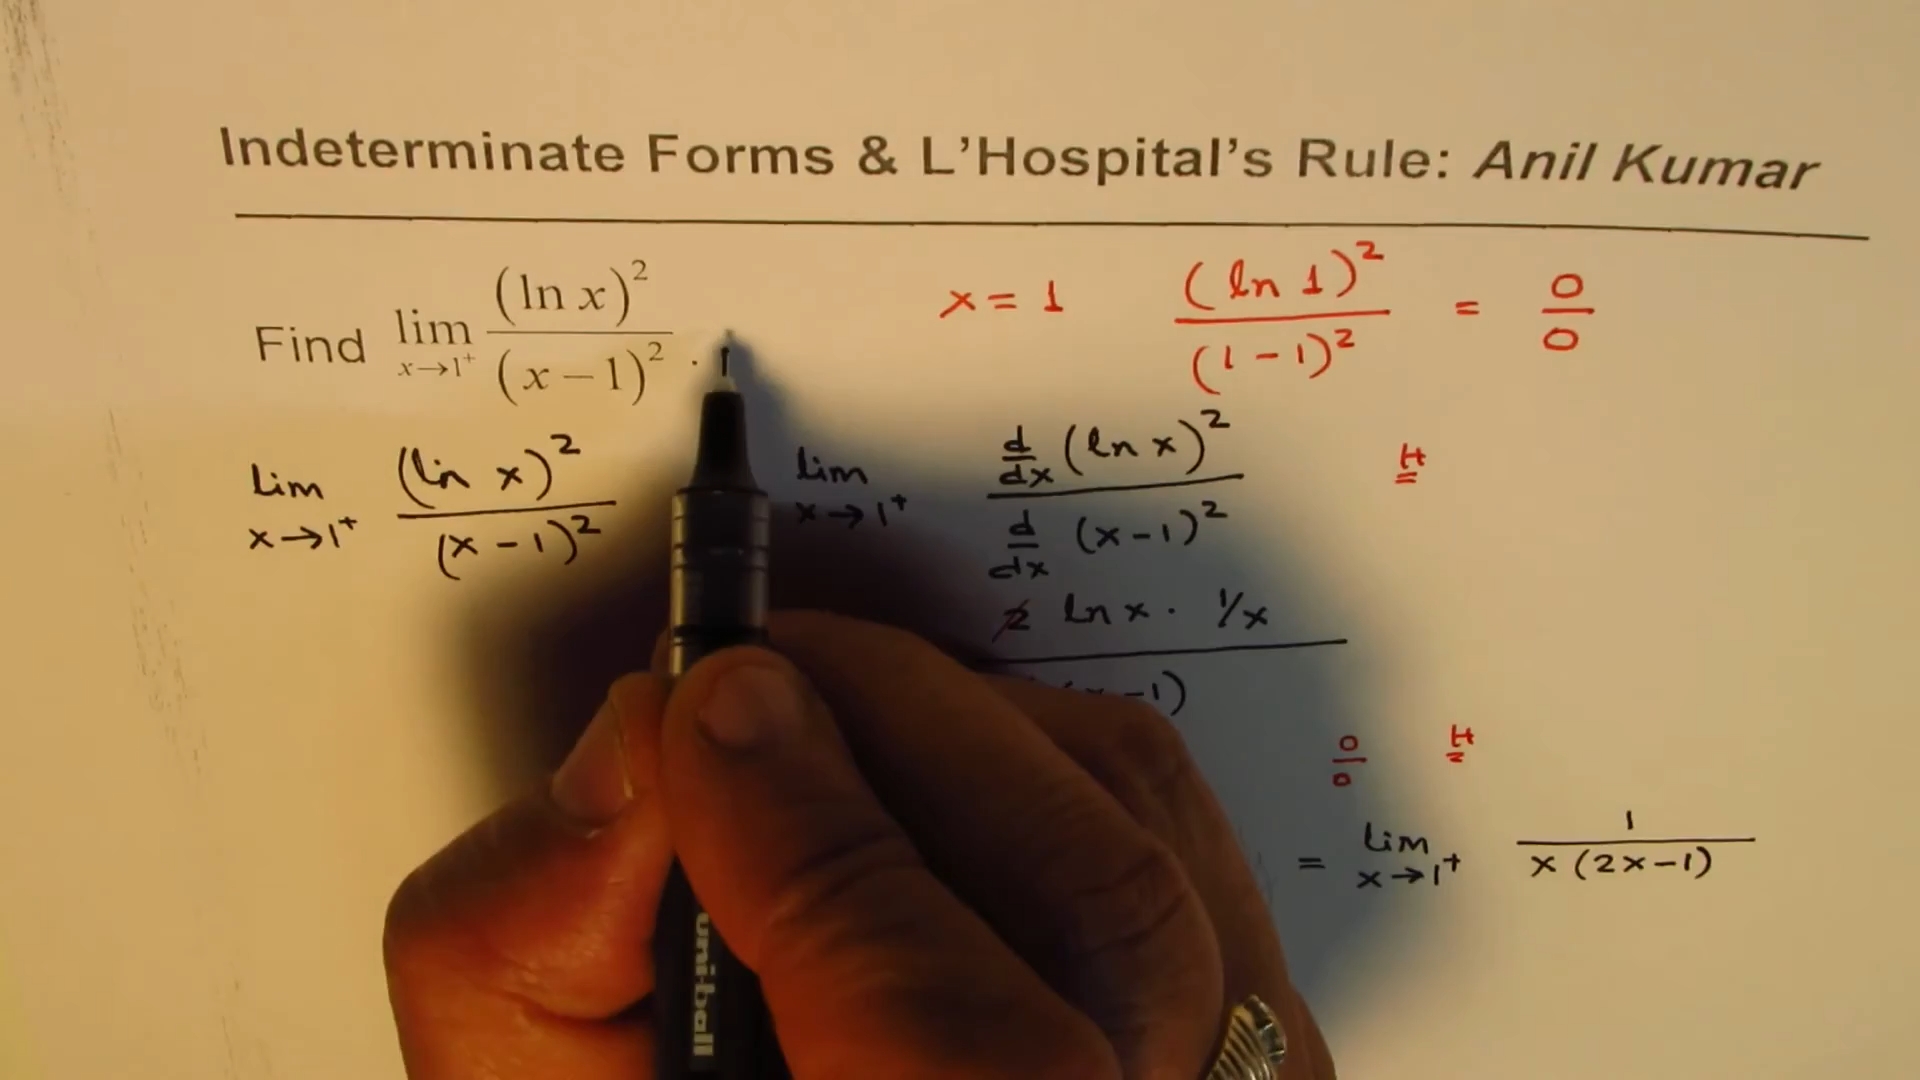 Indeterminate Forms & L'Hospital's Rule: Anil Kumar
Find lim x→1⁺ (ln x)² / (x−1)² .
x = 1 (ln 1)² / (1 − 1)² = 0/0
lim x→1⁺ (ln x)² / (x − 1)²
lim x→1⁺ d/dx (ln x)² / d/dx (x−1)² H
2 ln x · 1/x
x −1)
0/0 H
= lim x→1⁺ 1 / x (2x−1)
uni-ball